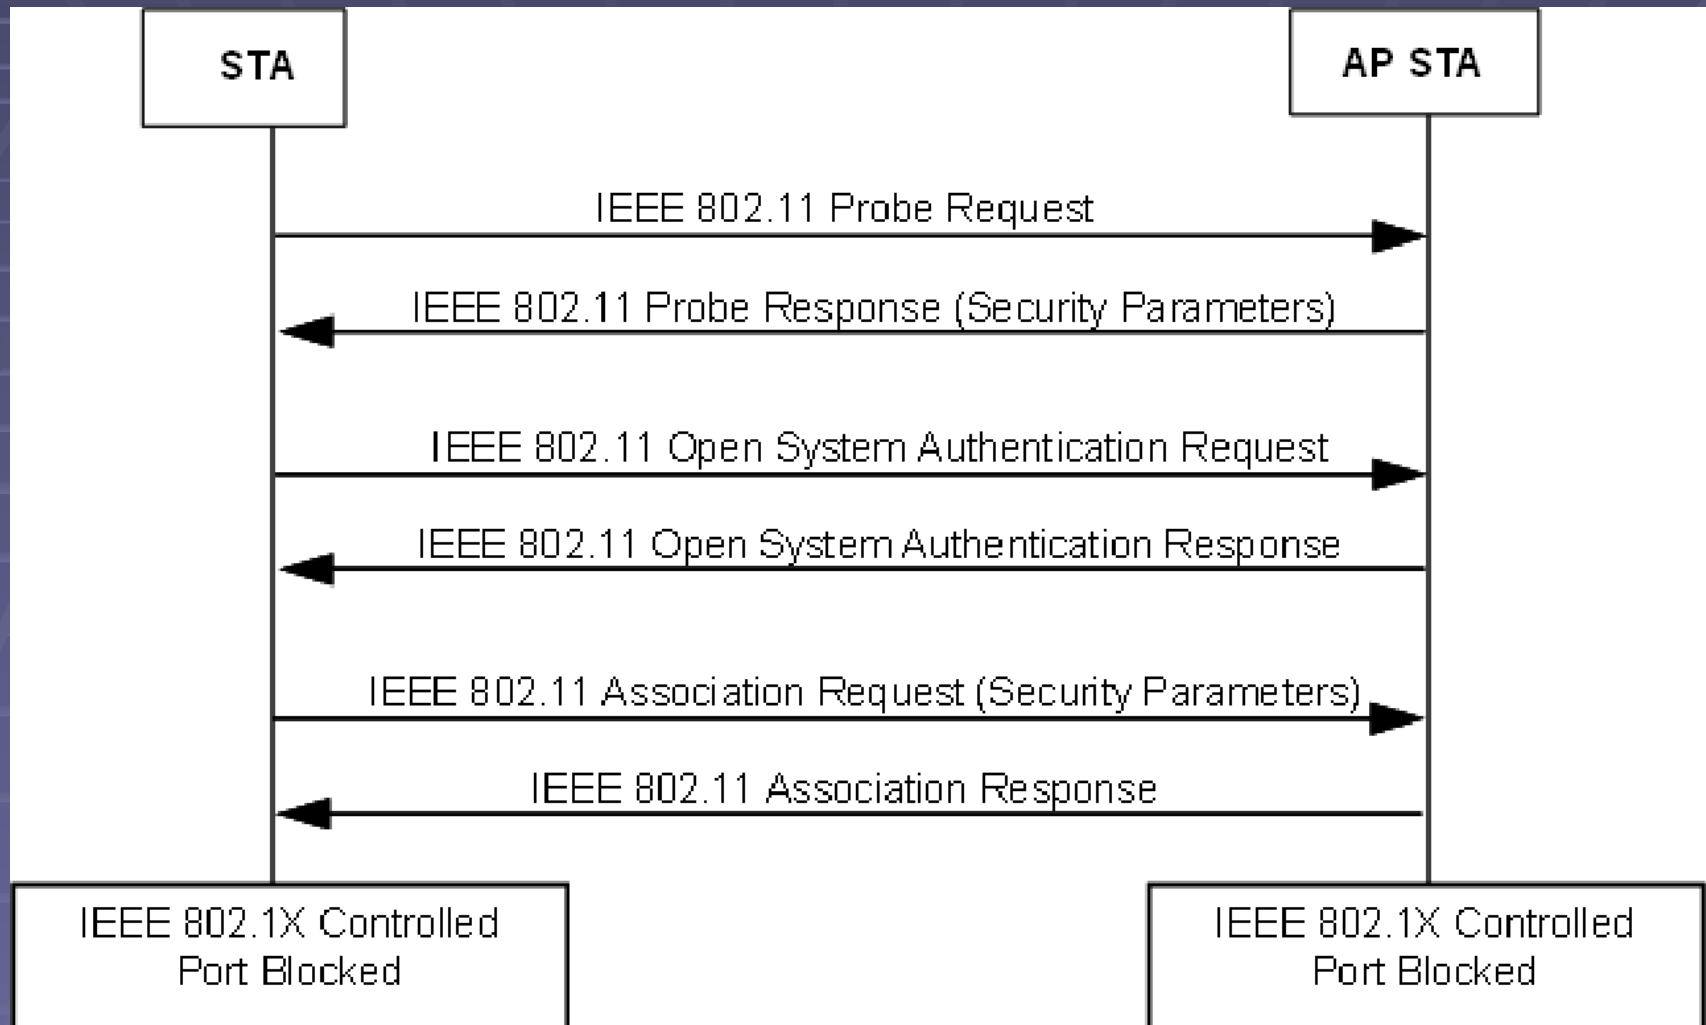 STA
AP STA
IEEE 802.11 Probe Request
IEEE 802.11 Probe Response (Security Parameters)
IEEE 802.11 Open System Authentication Request
IEEE 802.11 Open System Authentication Response
IEEE 802.11 Association Request (Security Parameters)
IEEE 802.11 Association Response
IEEE 802.1X Controlled
Port Blocked
IEEE 802.1X Controlled
Port Blocked